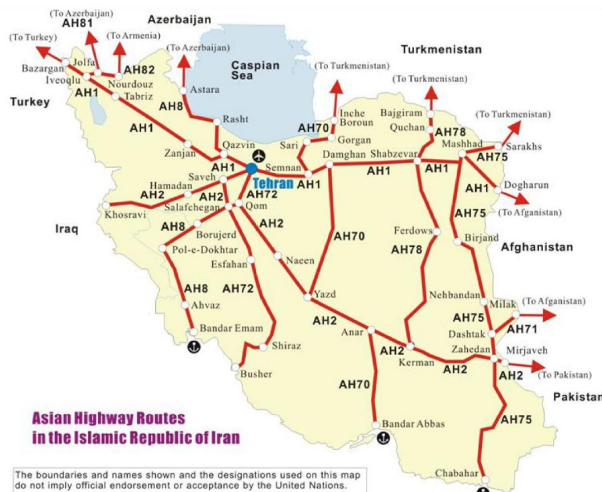 (To Azerbaijan)
AH81
Azerbaijan
(To Turkey)
(To Armenia)
(To Azerbaijan)
Caspian
Sea
Turkmenistan
Jolfa
AH82
Bazargan
Iveoqlu
Nourdouz
Turkey
AH1
Tabriz
AH8
Astara
(To Turkmenistan)
(To Turkmenistan)
Inche
Boroun
Bajgiram
(To Turkmenistan)
AH1
Rasht
AH70
Sari
Gorgan
Quchan
AH78
Mashhad
Sarakhs
AH75
Zanjan
Qazvin
AH1
Semnan
Damghan
Shabzevar
AH1
AH1
AH1
AH1
Dogharun
(To Afganistan)
Saveh
Tehran
Hamadan
AH2
AH2
AH72
Qom
Khosravi
Salafchegan
AH2
AH75
Iraq
AH8
Borujerd
Pol-e-Dokhtar
Esfahan
Naeen
AH70
Ferdows
AH78
Birjand
Afghanistan
AH8
AH72
Yazd
Nehbandan
Milak
(To Afganistan)
Ahvaz
Bandar Emam
AH2
Anar
AH75
Dashtak
AH71
Shiraz
Busher
AH2
Kerman
AH2
Zahedan
Mirjaveh
AH2
(To Pakistan)
AH70
Pakistan
AH75
Bandar Abbas
Chabahar
Asian Highway Routes
in the Islamic Republic of Iran
The boundaries and names shown and the designations used on this map
do not imply official endorsement or acceptance by the United Nations.